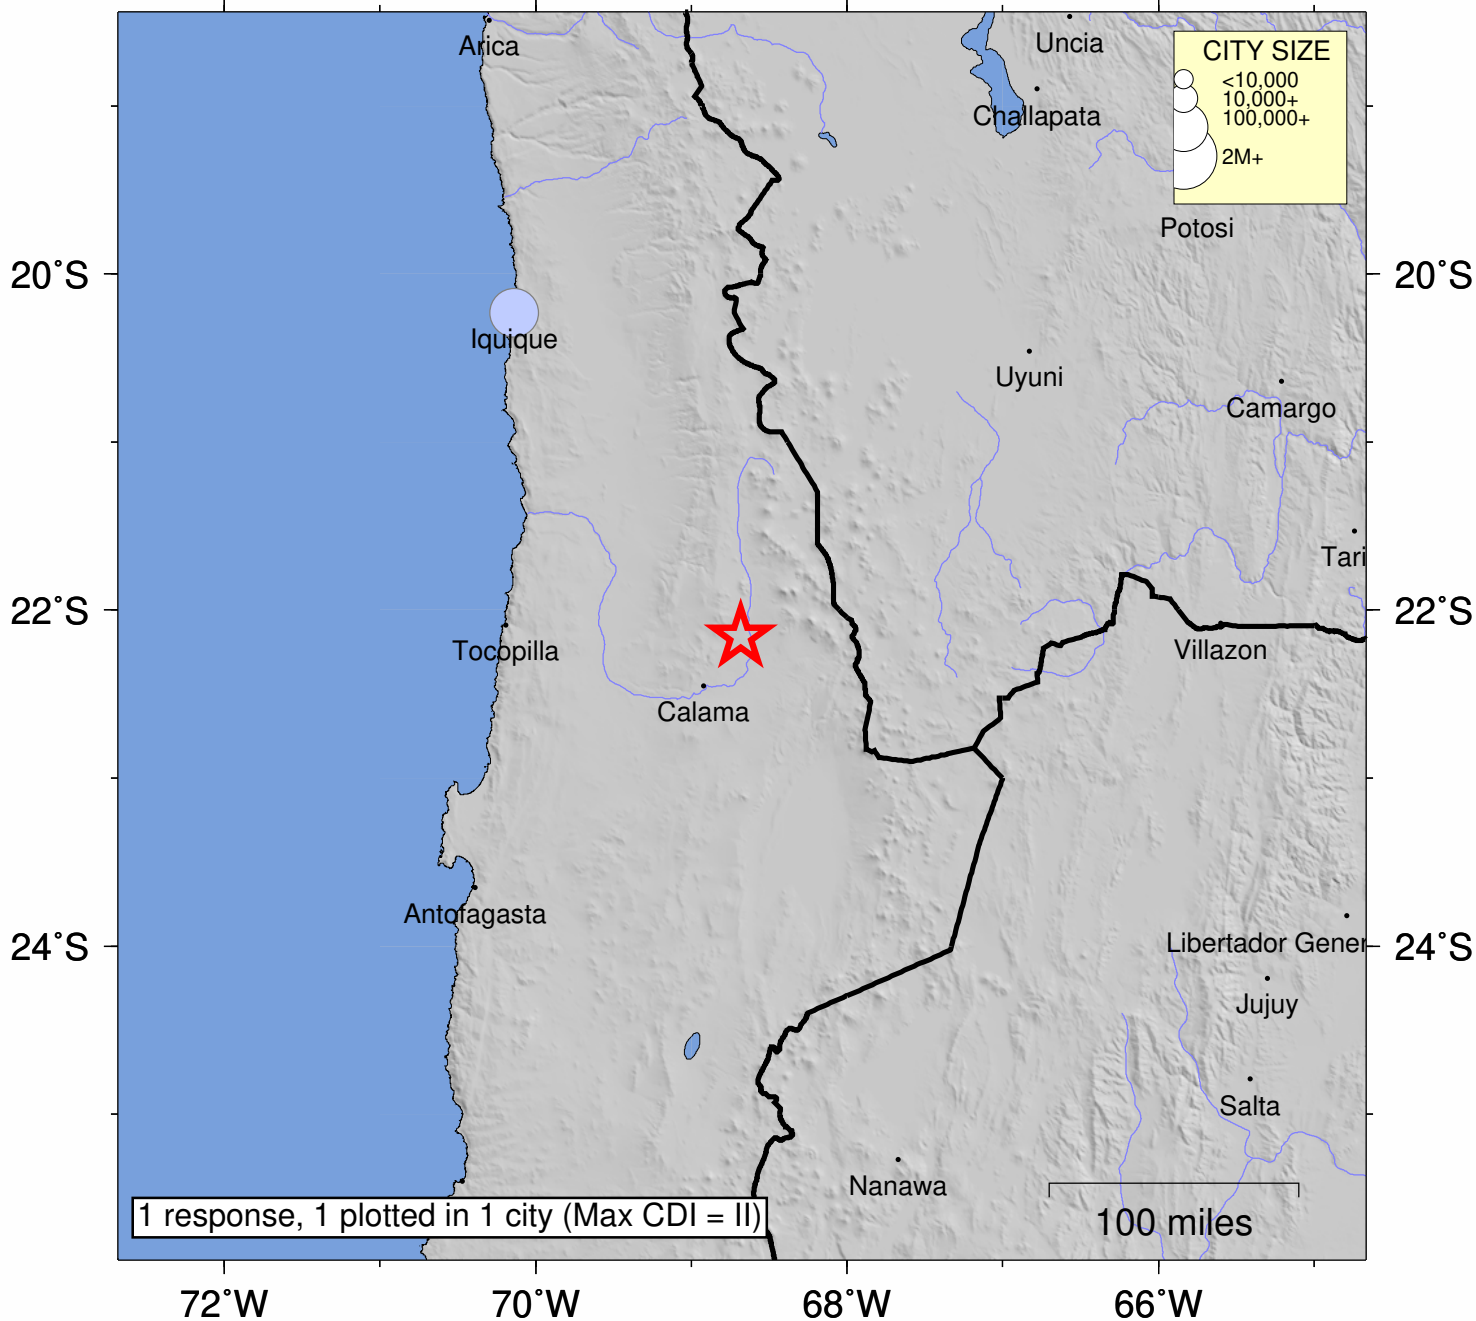 Arica
Uncia
Challapata
CITY SIZE
<10,000
10,000+
100,000+
2M+
Potosi
20°S
20°S
Iquique
Uyuni
Camargo
Tari
22°S
22°S
Tocopilla
Villazon
Calama
Antofagasta
24°S
Libertador Gener
24°S
Jujuy
Salta
Nanawa
100 miles
1 response, 1 plotted in 1 city (Max CDI = II)
72°W
70°W
68°W
66°W